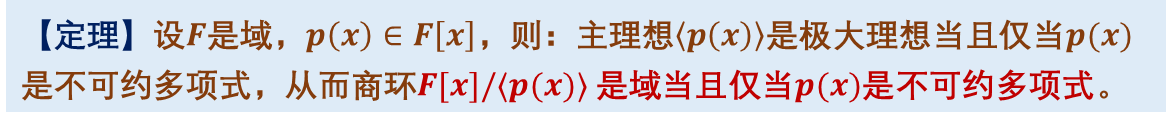 【定理】设F是域，p(x) ∈ F[x]，则：主理想⟨p(x)⟩是极大理想当且仅当p(x)
是不可约多项式，从而商环F[x]/⟨p(x)⟩ 是域当且仅当p(x)是不可约多项式。